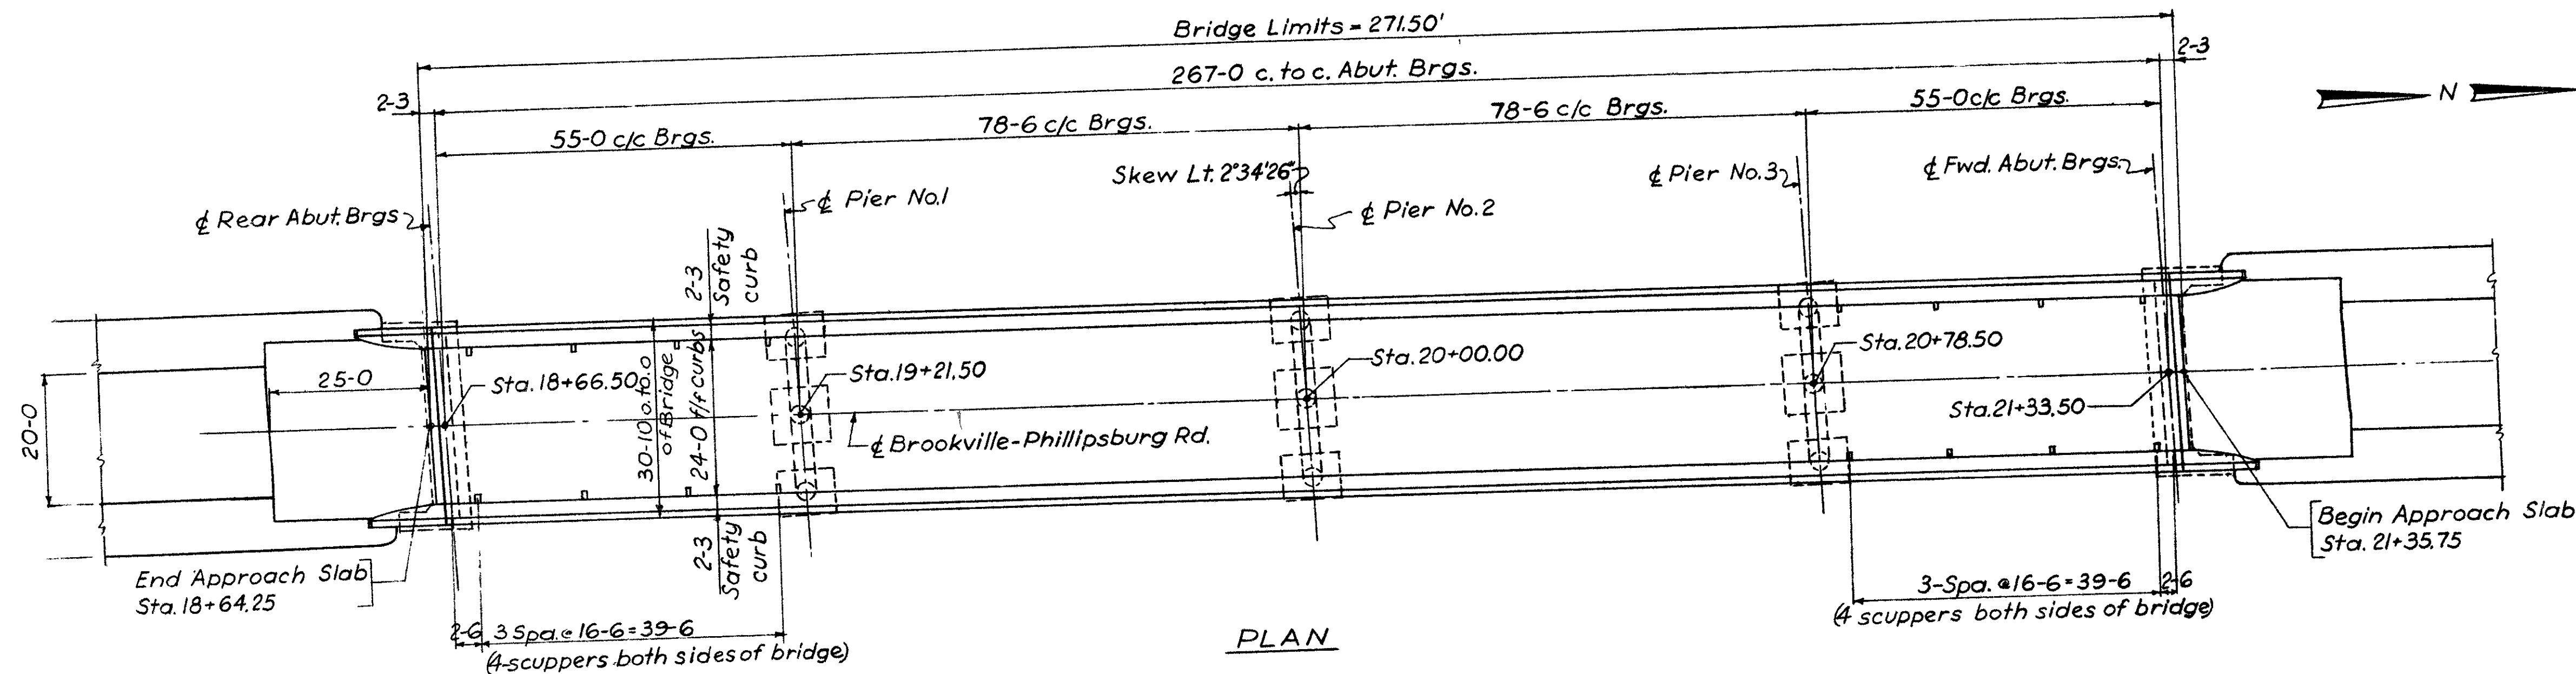 Bridge Limits = 271.50'
2-3
267-0 c. to c. Abut. Brgs.
2-3
55-0 c/c Brgs.
78-6 c/c Brgs.
78-6 c/c Brgs.
55-0 c/c Brgs.
N
Skew Lt. 2°34'26"
℄ Rear Abut. Brgs
℄ Pier No.1
℄ Pier No.2
℄ Pier No.3
℄ Fwd. Abut. Brgs.
2-3
Safety
curb
25-0
20-0
Sta. 18+66.50
30-10 o. to o
of Bridge
24-0 f/f curbs
Sta. 19+21.50
Sta. 20+00.00
Sta. 20+78.50
Sta. 21+33.50
℄ Brookville-Phillipsburg Rd.
2-3
Safety
curb
End Approach Slab
Sta. 18+64.25
Begin Approach Slab
Sta. 21+35.75
2-6
3 Spa. @ 16-6 = 39-6
(4-scuppers both sides of bridge)
3-Spa. @ 16-6 = 39-6
2-6
(4 scuppers both sides of bridge)
PLAN